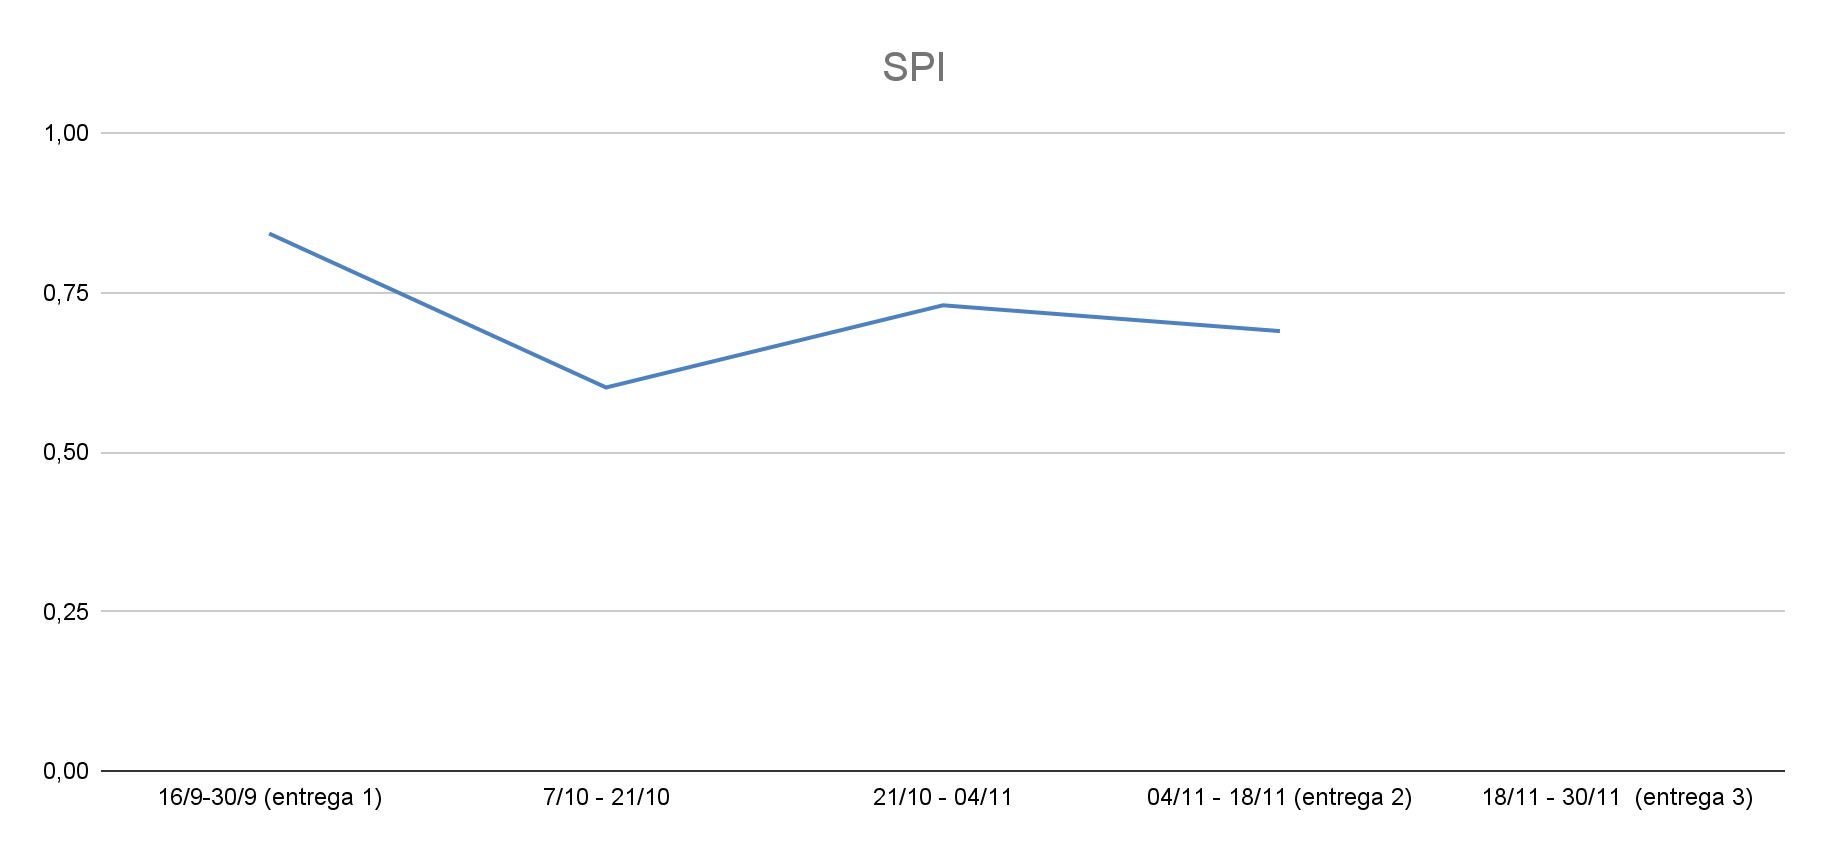 SPI
1,00
0,75
0,50
0,25
0,00
16/9-30/9 (entrega 1)
7/10 - 21/10
21/10 - 04/11
04/11 - 18/11 (entrega 2)
18/11 - 30/11  (entrega 3)